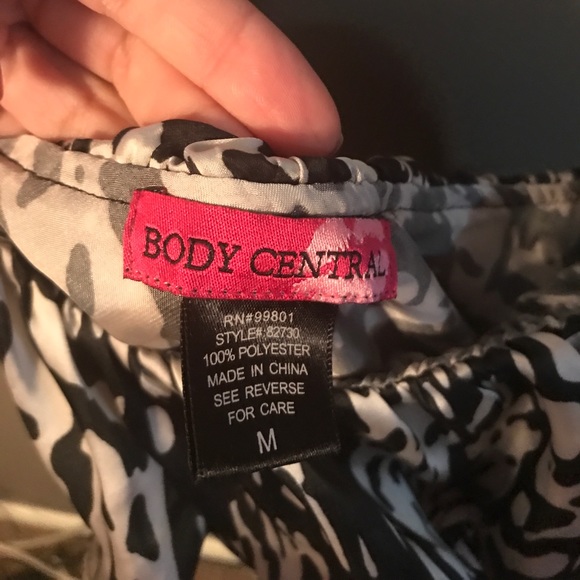 BODY CENTRAL
RN#99801
STYLE#:82730
100% POLYESTER
MADE IN CHINA
SEE REVERSE
FOR CARE
M